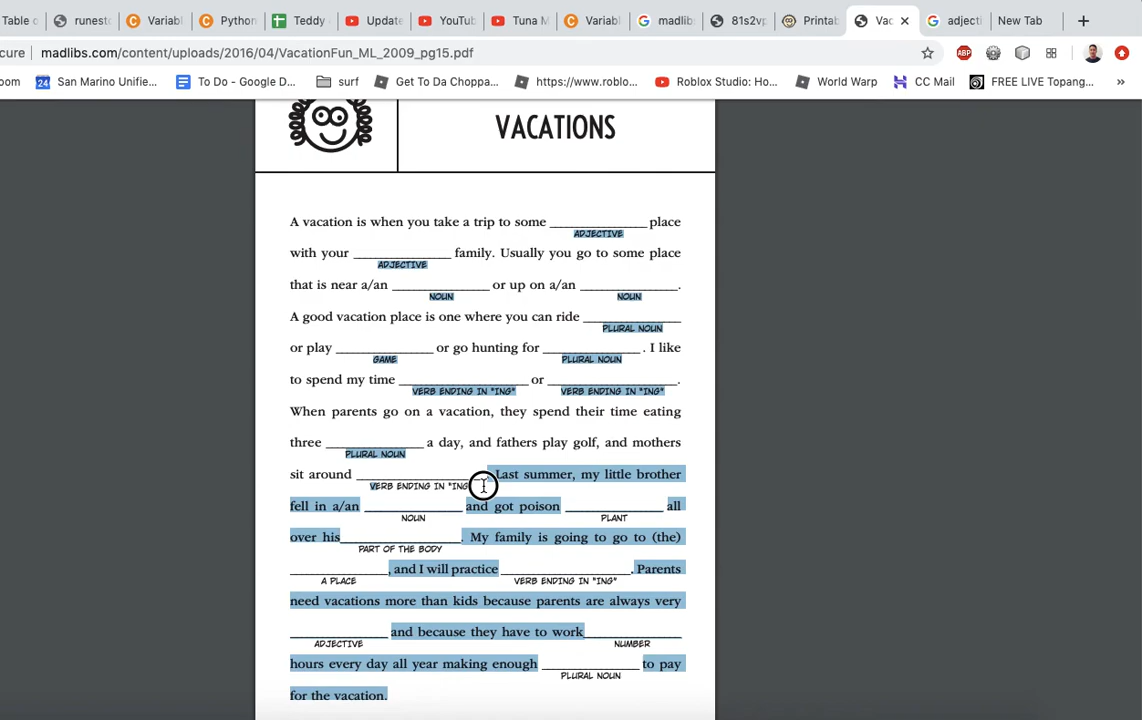 Table o
runesto
Variabl
Python
Teddy
Update
YouTub
Tuna M
Variabl
madlib
81s2vp
Printab
Vac
adjecti
New Tab
cure
madlibs.com/content/uploads/2016/04/VacationFun_ML_2009_pg15.pdf
ABP
oom
24
San Marino Unifie...
To Do - Google D...
surf
Get To Da Choppa...
https://www.roblo...
Roblox Studio: Ho...
World Warp
CC Mail
FREE LIVE Topang...
»
VACATIONS
A vacation is when you take a trip to some ____________ place
ADJECTIVE
with your ____________ family. Usually you go to some place
ADJECTIVE
that is near a/an ____________ or up on a/an ____________.
NOUN NOUN
A good vacation place is one where you can ride ____________
PLURAL NOUN
or play ____________ or go hunting for ____________. I like
GAME PLURAL NOUN
to spend my time ________________ or ________________.
VERB ENDING IN "ING" VERB ENDING IN "ING"
When parents go on a vacation, they spend their time eating
three ____________ a day, and fathers play golf, and mothers
PLURAL NOUN
sit around ________________. Last summer, my little brother
VERB ENDING IN "ING
fell in a/an ____________ and got poison ____________ all
NOUN PLANT
over his_______________. My family is going to go to (the)
PART OF THE BODY
____________, and I will practice ________________. Parents
A PLACE VERB ENDING IN "ING"
need vacations more than kids because parents are always very
____________ and because they have to work____________
ADJECTIVE NUMBER
hours every day all year making enough ____________ to pay
PLURAL NOUN
for the vacation.